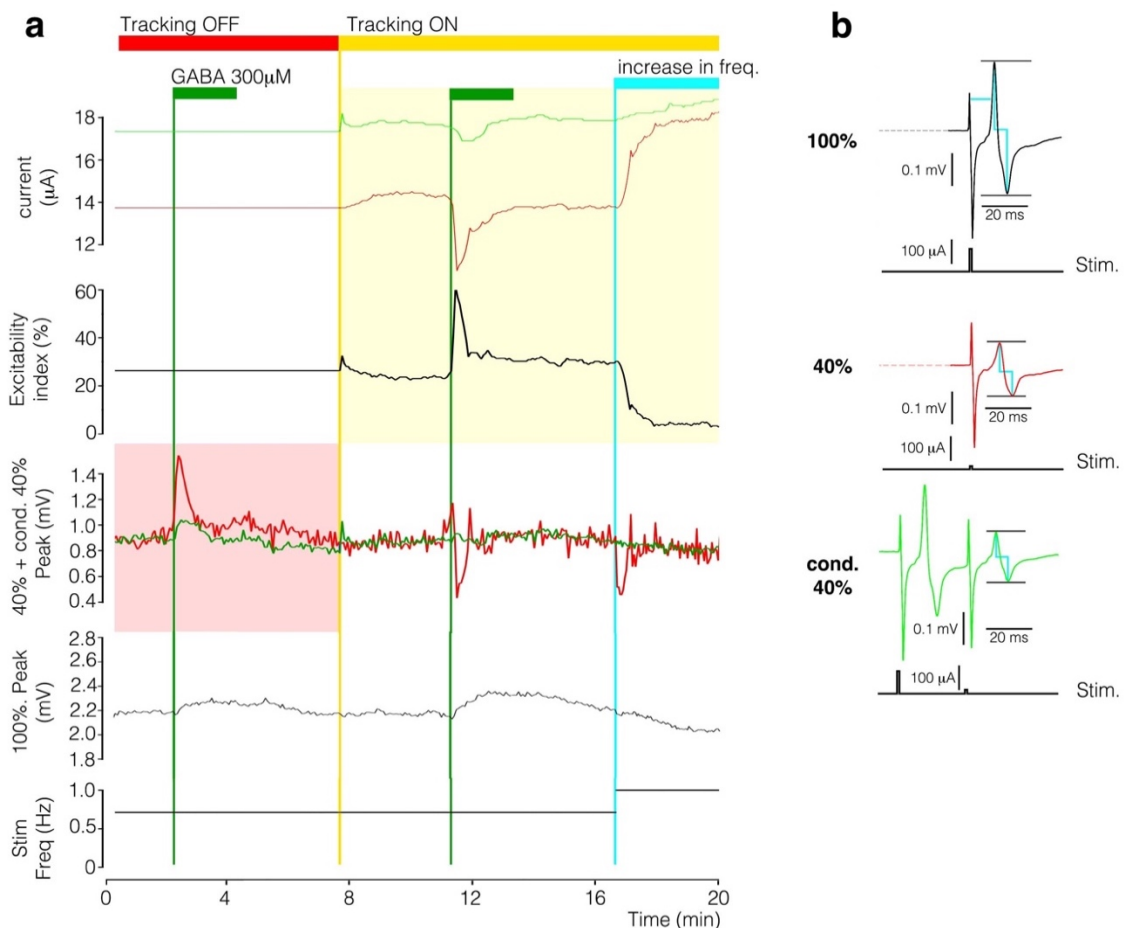 a
Tracking OFF
Tracking ON
GABA 300µM
increase in freq.
current
(µA)
18
16
14
12
Excitability
index (%)
60
40
20
0
40% + cond. 40%
Peak (mV)
1.4
1.2
1.0
0.8
0.6
0.4
100%. Peak
(mV)
2.8
2.6
2.4
2.2
2.0
1.8
Stim
Freq (Hz)
1.0
0.5
0
0
4
8
12
16
20
Time (min)
b
100%
0.1 mV
20 ms
100 µA
Stim.
40%
0.1 mV
20 ms
100 µA
Stim.
cond.
40%
0.1 mV
20 ms
100 µA
Stim.